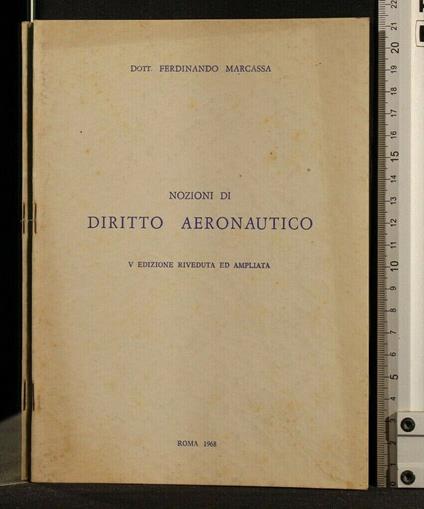 DOTT. FERDINANDO MARCASSA
NOZIONI DI
DIRITTO AERONAUTICO
V EDIZIONE RIVEDUTA ED AMPLIATA
ROMA 1968